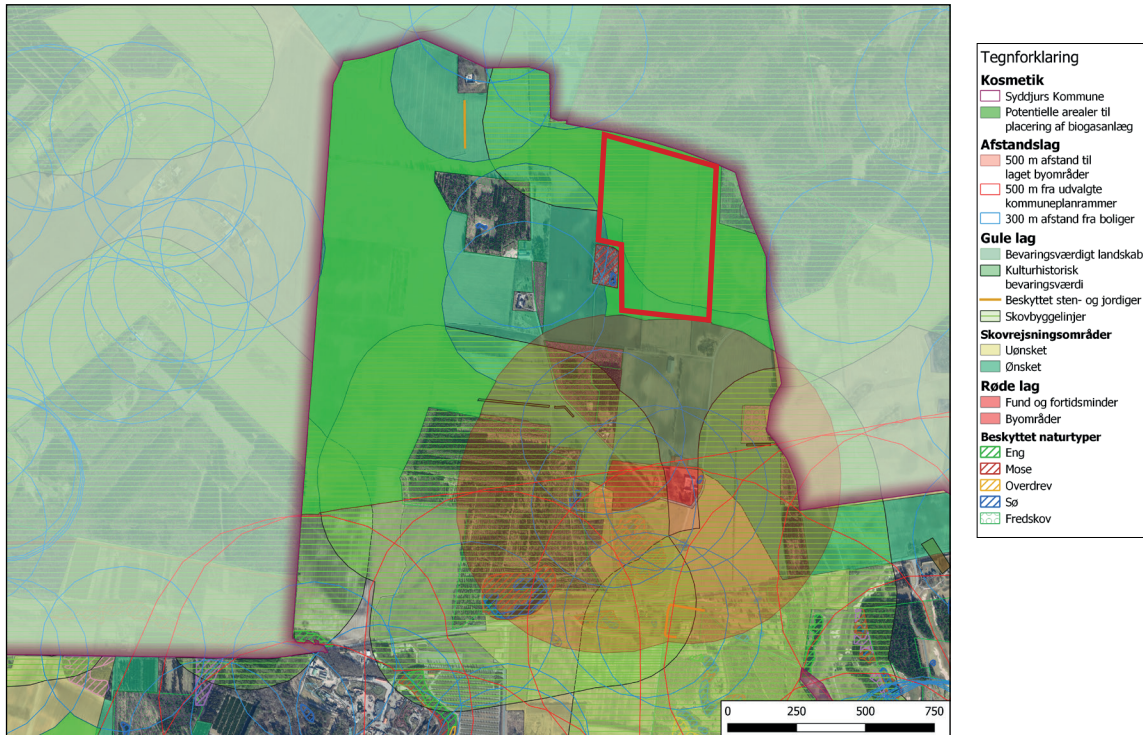 Tegnforklaring
Kosmetik
Syddjurs Kommune
Potentielle arealer til
placering af biogasanlæg
Afstandslag
500 m afstand til
laget byområder
500 m fra udvalgte
kommuneplanrammer
300 m afstand fra boliger
Gule lag
Bevaringsværdigt landskab
Kulturhistorisk
bevaringsværdi
Beskyttet sten- og jordiger
Skovbyggelinjer
Skovrejsningsområder
Uønsket
Ønsket
Røde lag
Fund og fortidsminder
Byområder
Beskyttet naturtyper
Eng
Mose
Overdrev
Sø
Fredskov
0 250 500 750